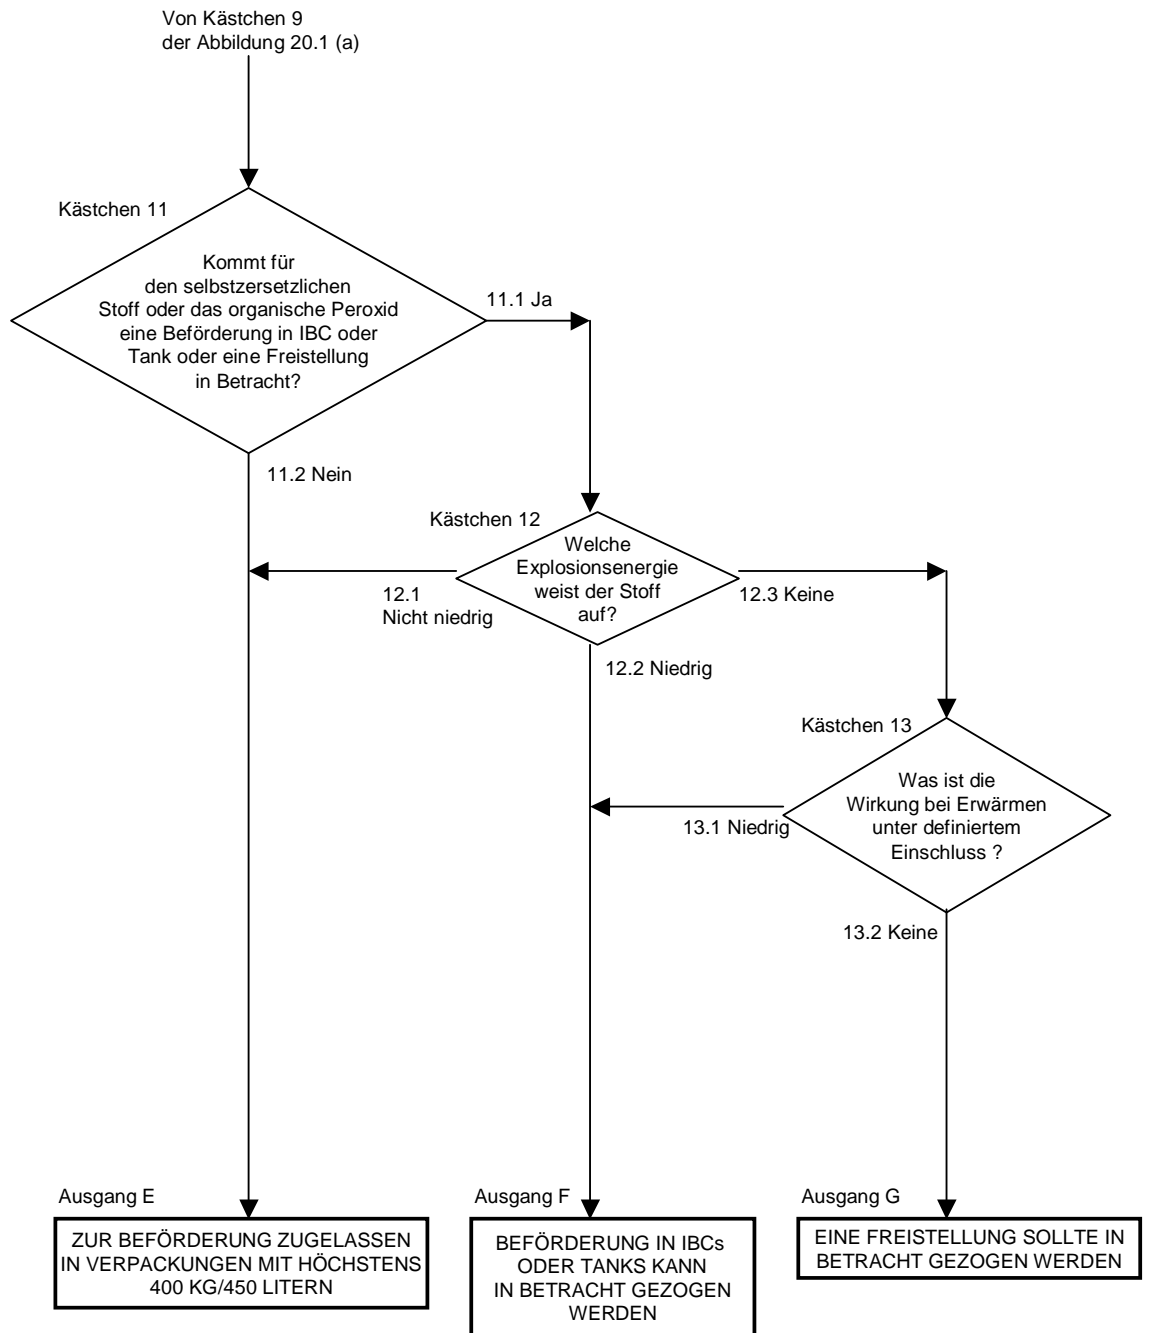 Von Kästchen 9
der Abbildung 20.1 (a)
Kästchen 11
Kommt für
den selbstzersetzlichen
Stoff oder das organische Peroxid
eine Beförderung in IBC oder
Tank oder eine Freistellung
in Betracht?
11.1 Ja
11.2 Nein
Kästchen 12
Welche
Explosionsenergie
weist der Stoff
auf?
12.1
Nicht niedrig
12.3 Keine
12.2 Niedrig
Kästchen 13
Was ist die
Wirkung bei Erwärmen
unter definiertem
Einschluss ?
13.1 Niedrig
13.2 Keine
Ausgang E
ZUR BEFÖRDERUNG ZUGELASSEN
IN VERPACKUNGEN MIT HÖCHSTENS
400 KG/450 LITERN
Ausgang F
BEFÖRDERUNG IN IBCs
ODER TANKS KANN
IN BETRACHT GEZOGEN
WERDEN
Ausgang G
EINE FREISTELLUNG SOLLTE IN
BETRACHT GEZOGEN WERDEN